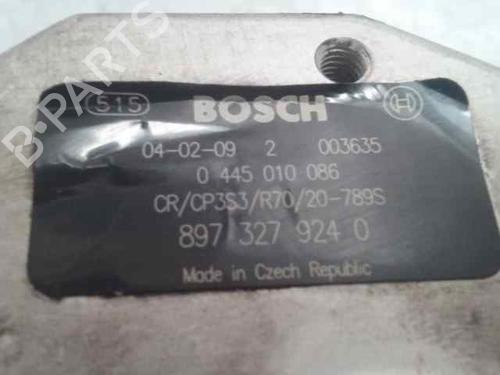 515 BOSCH
04-02-09 2 003635
0 445 010 086
CR/CP3S3/R70/20-789S
897 327 924 0
Made in Czech Republic
B-PARTS